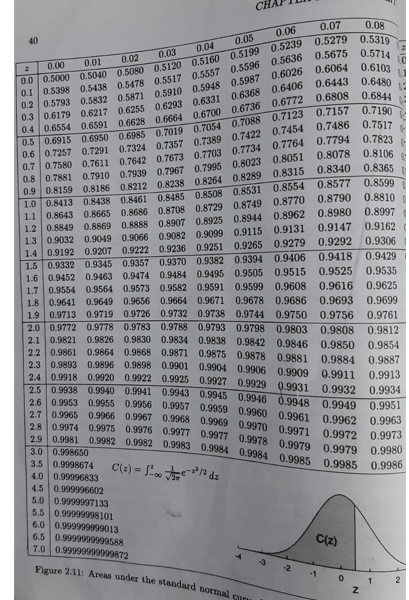 CHAPTER
40
z 0.00 0.01 0.02 0.03 0.04 0.05 0.06 0.07 0.08
0.0 0.5000 0.5040 0.5080 0.5120 0.5160 0.5199 0.5239 0.5279 0.5319
0.1 0.5398 0.5438 0.5478 0.5517 0.5557 0.5596 0.5636 0.5675 0.5714
0.2 0.5793 0.5832 0.5871 0.5910 0.5948 0.5987 0.6026 0.6064 0.6103
0.3 0.6179 0.6217 0.6255 0.6293 0.6331 0.6368 0.6406 0.6443 0.6480
0.4 0.6554 0.6591 0.6628 0.6664 0.6700 0.6736 0.6772 0.6808 0.6844
0.5 0.6915 0.6950 0.6985 0.7019 0.7054 0.7088 0.7123 0.7157 0.7190
0.6 0.7257 0.7291 0.7324 0.7357 0.7389 0.7422 0.7454 0.7486 0.7517
0.7 0.7580 0.7611 0.7642 0.7673 0.7703 0.7734 0.7764 0.7794 0.7823
0.8 0.7881 0.7910 0.7939 0.7967 0.7995 0.8023 0.8051 0.8078 0.8106
0.9 0.8159 0.8186 0.8212 0.8238 0.8264 0.8289 0.8315 0.8340 0.8365
1.0 0.8413 0.8438 0.8461 0.8485 0.8508 0.8531 0.8554 0.8577 0.8599
1.1 0.8643 0.8665 0.8686 0.8708 0.8729 0.8749 0.8770 0.8790 0.8810
1.2 0.8849 0.8869 0.8888 0.8907 0.8925 0.8944 0.8962 0.8980 0.8997
1.3 0.9032 0.9049 0.9066 0.9082 0.9099 0.9115 0.9131 0.9147 0.9162
1.4 0.9192 0.9207 0.9222 0.9236 0.9251 0.9265 0.9279 0.9292 0.9306
1.5 0.9332 0.9345 0.9357 0.9370 0.9382 0.9394 0.9406 0.9418 0.9429
1.6 0.9452 0.9463 0.9474 0.9484 0.9495 0.9505 0.9515 0.9525 0.9535
1.7 0.9554 0.9564 0.9573 0.9582 0.9591 0.9599 0.9608 0.9616 0.9625
1.8 0.9641 0.9649 0.9656 0.9664 0.9671 0.9678 0.9686 0.9693 0.9699
1.9 0.9713 0.9719 0.9726 0.9732 0.9738 0.9744 0.9750 0.9756 0.9761
2.0 0.9772 0.9778 0.9783 0.9788 0.9793 0.9798 0.9803 0.9808 0.9812
2.1 0.9821 0.9826 0.9830 0.9834 0.9838 0.9842 0.9846 0.9850 0.9854
2.2 0.9861 0.9864 0.9868 0.9871 0.9875 0.9878 0.9881 0.9884 0.9887
2.3 0.9893 0.9896 0.9898 0.9901 0.9904 0.9906 0.9909 0.9911 0.9913
2.4 0.9918 0.9920 0.9922 0.9925 0.9927 0.9929 0.9931 0.9932 0.9934
2.5 0.9938 0.9940 0.9941 0.9943 0.9945 0.9946 0.9948 0.9949 0.9951
2.6 0.9953 0.9955 0.9956 0.9957 0.9959 0.9960 0.9961 0.9962 0.9963
2.7 0.9965 0.9966 0.9967 0.9968 0.9969 0.9970 0.9971 0.9972 0.9973
2.8 0.9974 0.9975 0.9976 0.9977 0.9977 0.9978 0.9979 0.9979 0.9980
2.9 0.9981 0.9982 0.9982 0.9983 0.9984 0.9984 0.9985 0.9985 0.9986
3.0 0.998650
3.5 0.9998674
4.0 0.99996833
4.5 0.999996602
5.0 0.9999997133
5.5 0.99999998101
6.0 0.999999999013
6.5 0.9999999999588
7.0 0.99999999999872
C(z) = ∫_{-∞}^{z} 1/√2π e^{-z²/2} dz
C(z)
-4 -3 -2 -1 0 1 2
z
Figure 2.11: Areas under the standard normal